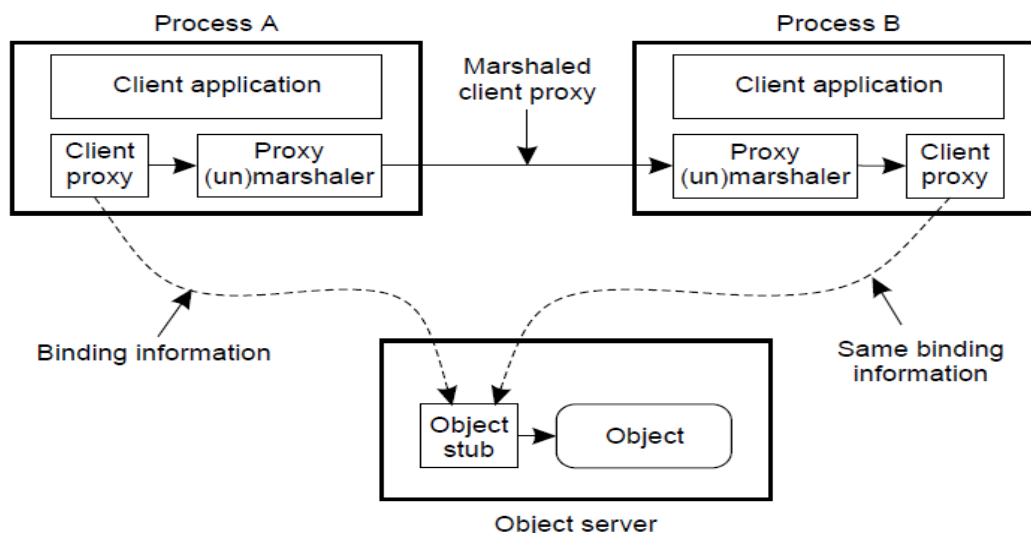 Process A
Process B
Client application
Marshaled
client proxy
Client application
Client
proxy
Proxy
(un)marshaler
Proxy
(un)marshaler
Client
proxy
Binding information
Same binding
information
Object
stub
Object
Object server